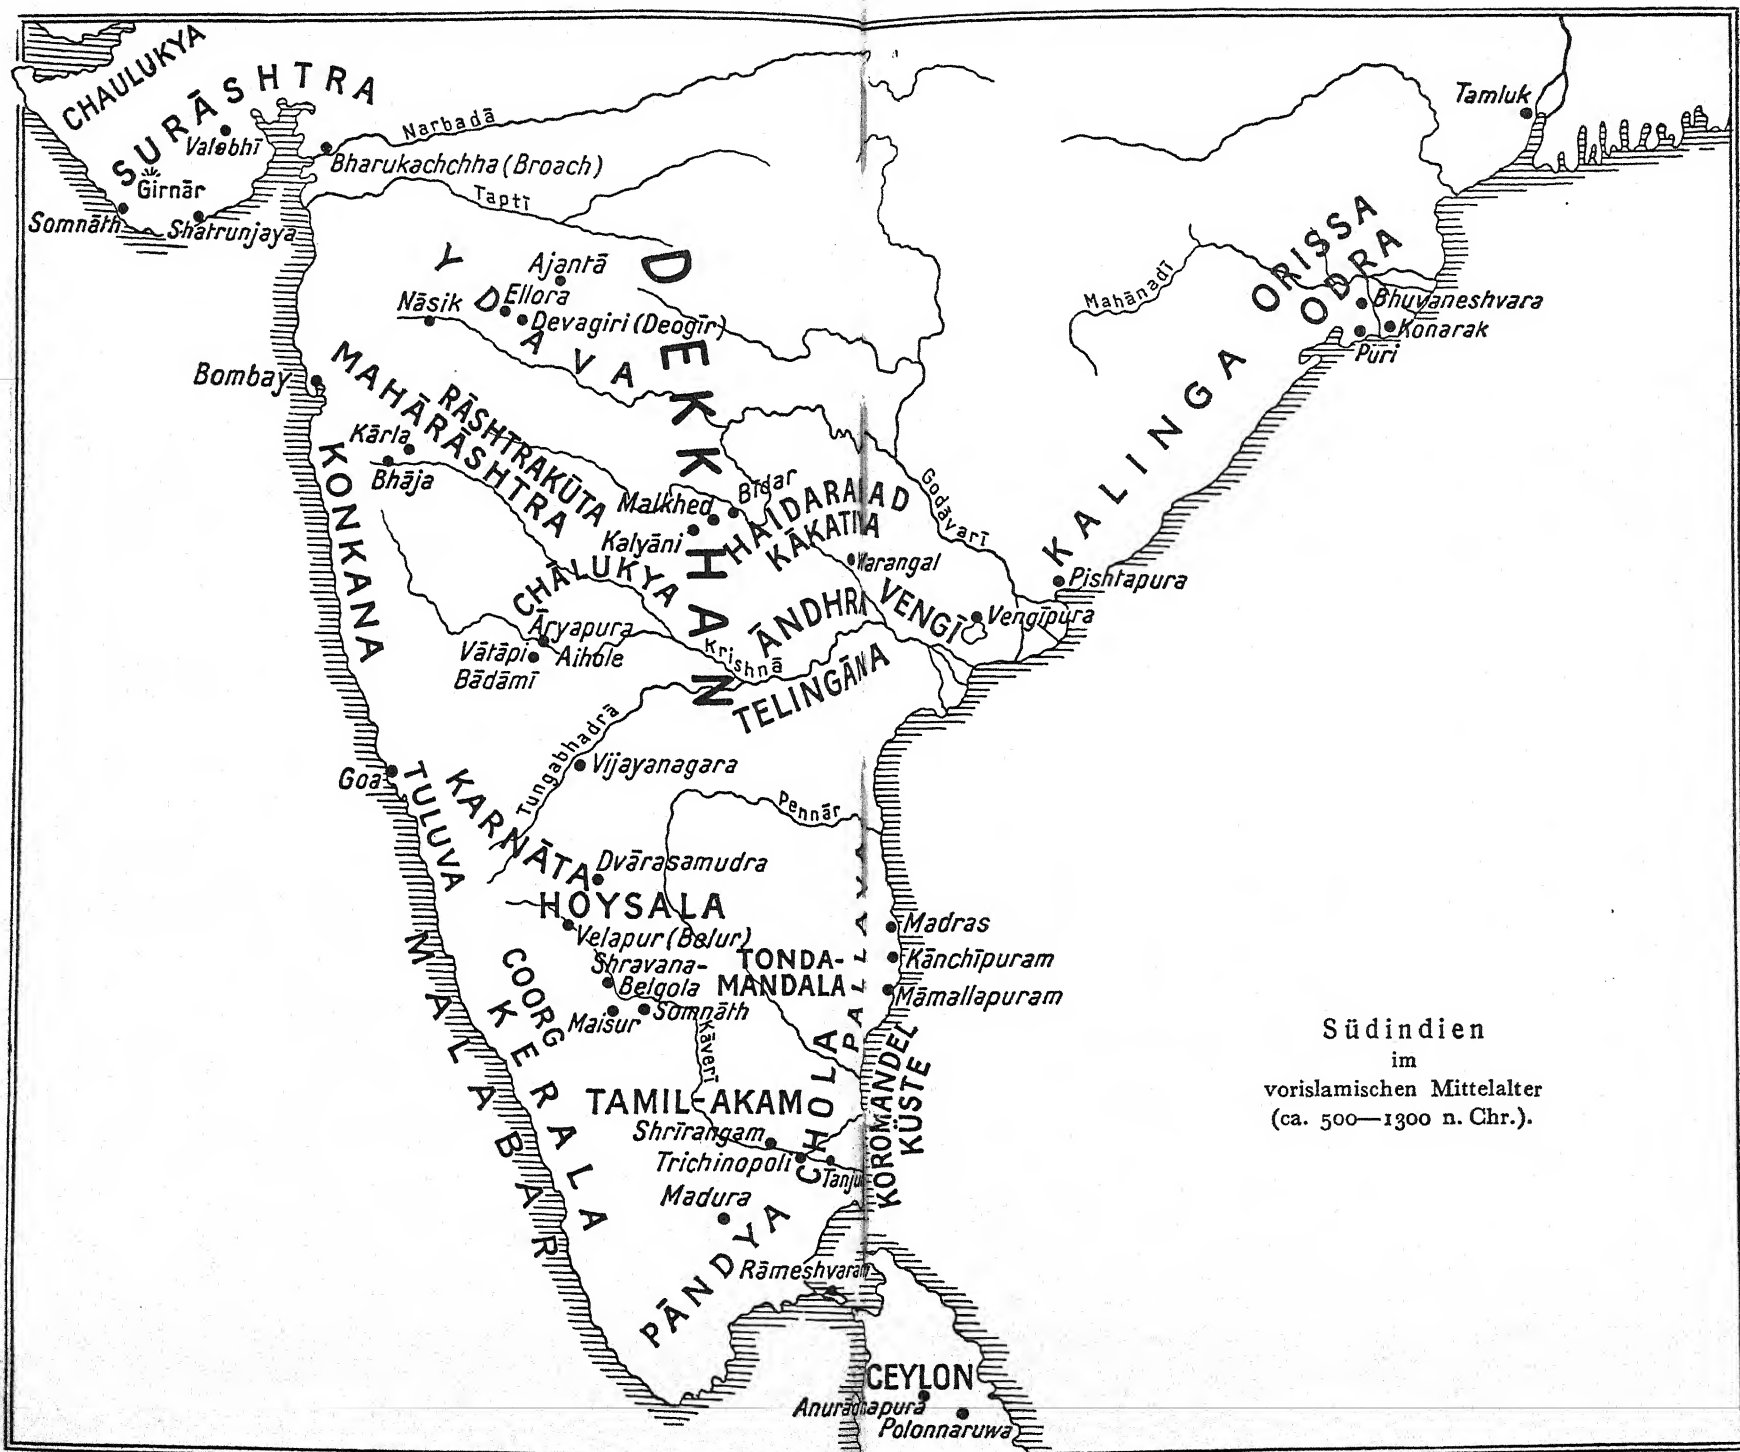 CHAULUKYA
SURĀSHTRA
Valabhī
Girnār
Somnāth
Shatrunjaya
Narbadā
Bharukachchha (Broach)
Taptī
Tamluk
Ajantā
Ellora
Nāsik
Devagiri (Deogīr)
Y D A V A
DEKKHAN
Mahānadī
ORISSA
ODRA
Bhuvaneshvara
Konarak
Pūri
KALINGA
Bombay
MAHĀRĀSHTRA
RĀSHTRAKŪTA
Kārla
Bhāja
KONKANA
Malkhed
Bīdar
Kalyāni
HAIDARABAD
KĀKATIYA
Warangal
Godāvarī
CHĀLUKYA
Āryapura
Vātāpi
Aihole
Bādāmī
Krishnā
ĀNDHRA
VENGĪ
Vengīpura
Pishtapura
TELINGĀNA
Tungabhadrā
Vijayanagara
Goa
TULUVA
KARNĀTA
Pennār
Dvārasamudra
HOYSALA
Velapur (Belur)
Shravana-
Belgola
Maisur
Somnāth
Kāverī
COORG
KERALA
MALABAR
TONDA-
MANDALA
PALLAVA
Madras
Kānchīpuram
Māmallapuram
KOROMANDEL
KÜSTE
CHOLA
TAMIL-AKAM
Shrīrangam
Trichinopoli
Tanju
Madura
PĀNDYA
Rāmeshvaram
CEYLON
Anurādhapura
Polonnaruwa
Südindien
im
vorislamischen Mittelalter
(ca. 500—1300 n. Chr.).